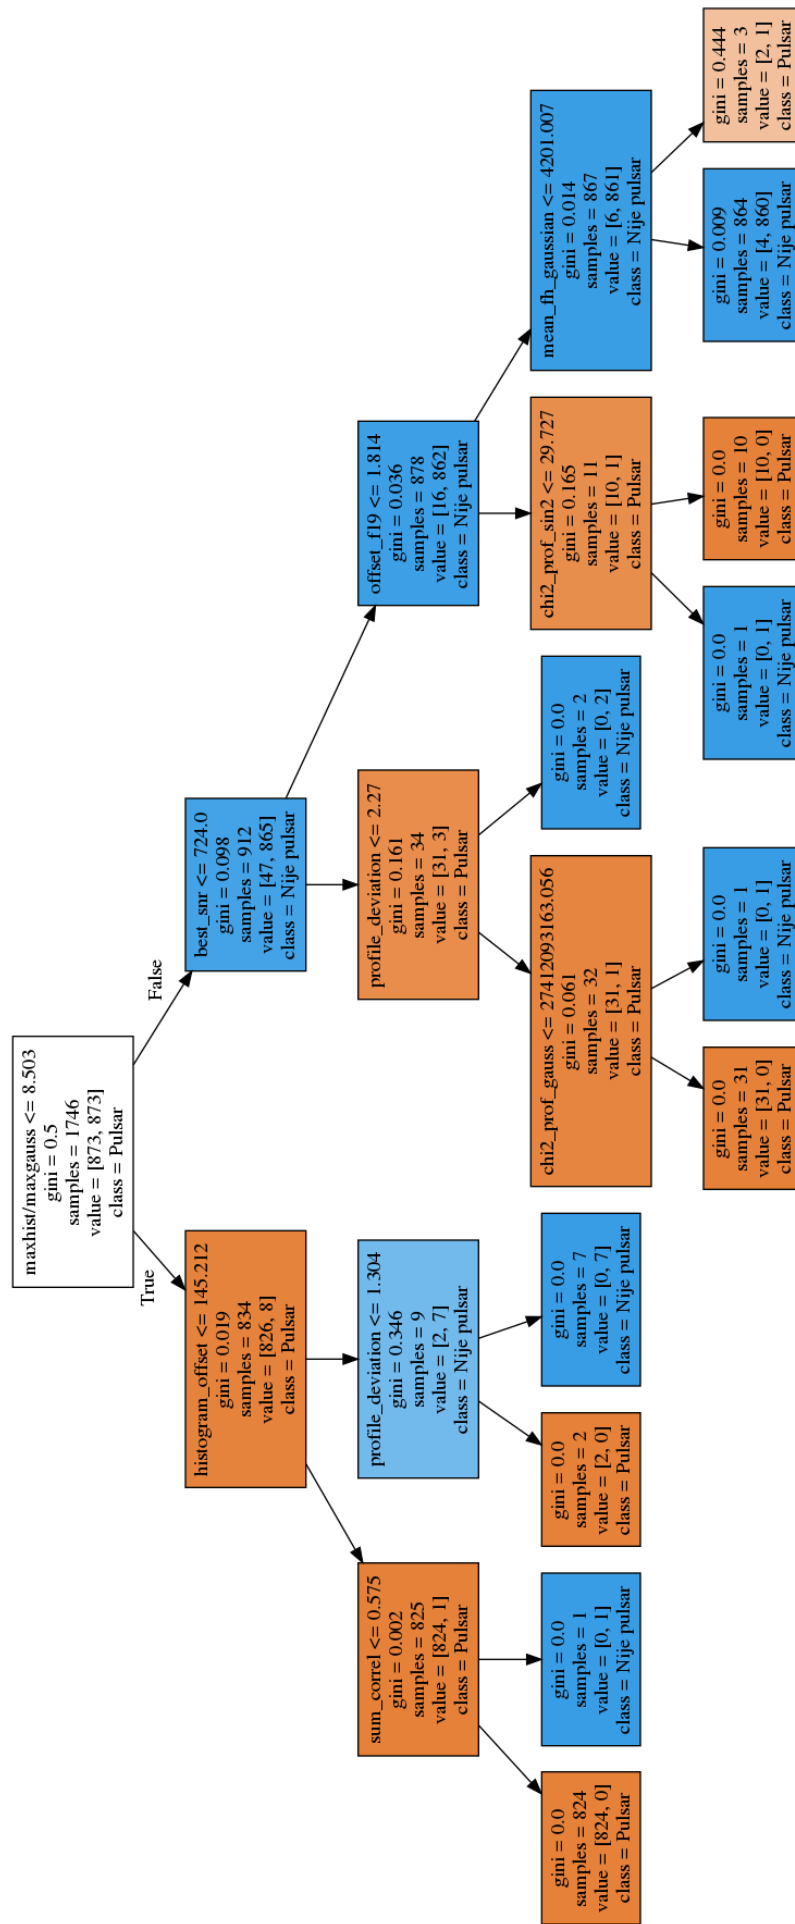 maxhist/maxgauss <= 8.503
gini = 0.5
samples = 1746
value = [873, 873]
class = Pulsar
True
False
histogram_offset <= 145.212
gini = 0.019
samples = 834
value = [826, 8]
class = Pulsar
best_snr <= 724.0
gini = 0.098
samples = 912
value = [47, 865]
class = Nije pulsar
sum_correl <= 0.575
gini = 0.002
samples = 825
value = [824, 1]
class = Pulsar
profile_deviation <= 1.304
gini = 0.346
samples = 9
value = [2, 7]
class = Nije pulsar
profile_deviation <= 2.27
gini = 0.161
samples = 34
value = [31, 3]
class = Pulsar
offset_f19 <= 1.814
gini = 0.036
samples = 878
value = [16, 862]
class = Nije pulsar
gini = 0.0
samples = 824
value = [824, 0]
class = Pulsar
gini = 0.0
samples = 1
value = [0, 1]
class = Nije pulsar
gini = 0.0
samples = 2
value = [2, 0]
class = Pulsar
gini = 0.0
samples = 7
value = [0, 7]
class = Nije pulsar
chi2_prof_gauss <= 27412093163.056
gini = 0.061
samples = 32
value = [31, 1]
class = Pulsar
gini = 0.0
samples = 2
value = [0, 2]
class = Nije pulsar
chi2_prof_sin2 <= 29.727
gini = 0.165
samples = 11
value = [10, 1]
class = Pulsar
mean_fh_gaussian <= 4201.007
gini = 0.014
samples = 867
value = [6, 861]
class = Nije pulsar
gini = 0.0
samples = 31
value = [31, 0]
class = Pulsar
gini = 0.0
samples = 1
value = [0, 1]
class = Nije pulsar
gini = 0.0
samples = 1
value = [0, 1]
class = Nije pulsar
gini = 0.0
samples = 10
value = [10, 0]
class = Pulsar
gini = 0.009
samples = 864
value = [4, 860]
class = Nije pulsar
gini = 0.444
samples = 3
value = [2, 1]
class = Pulsar